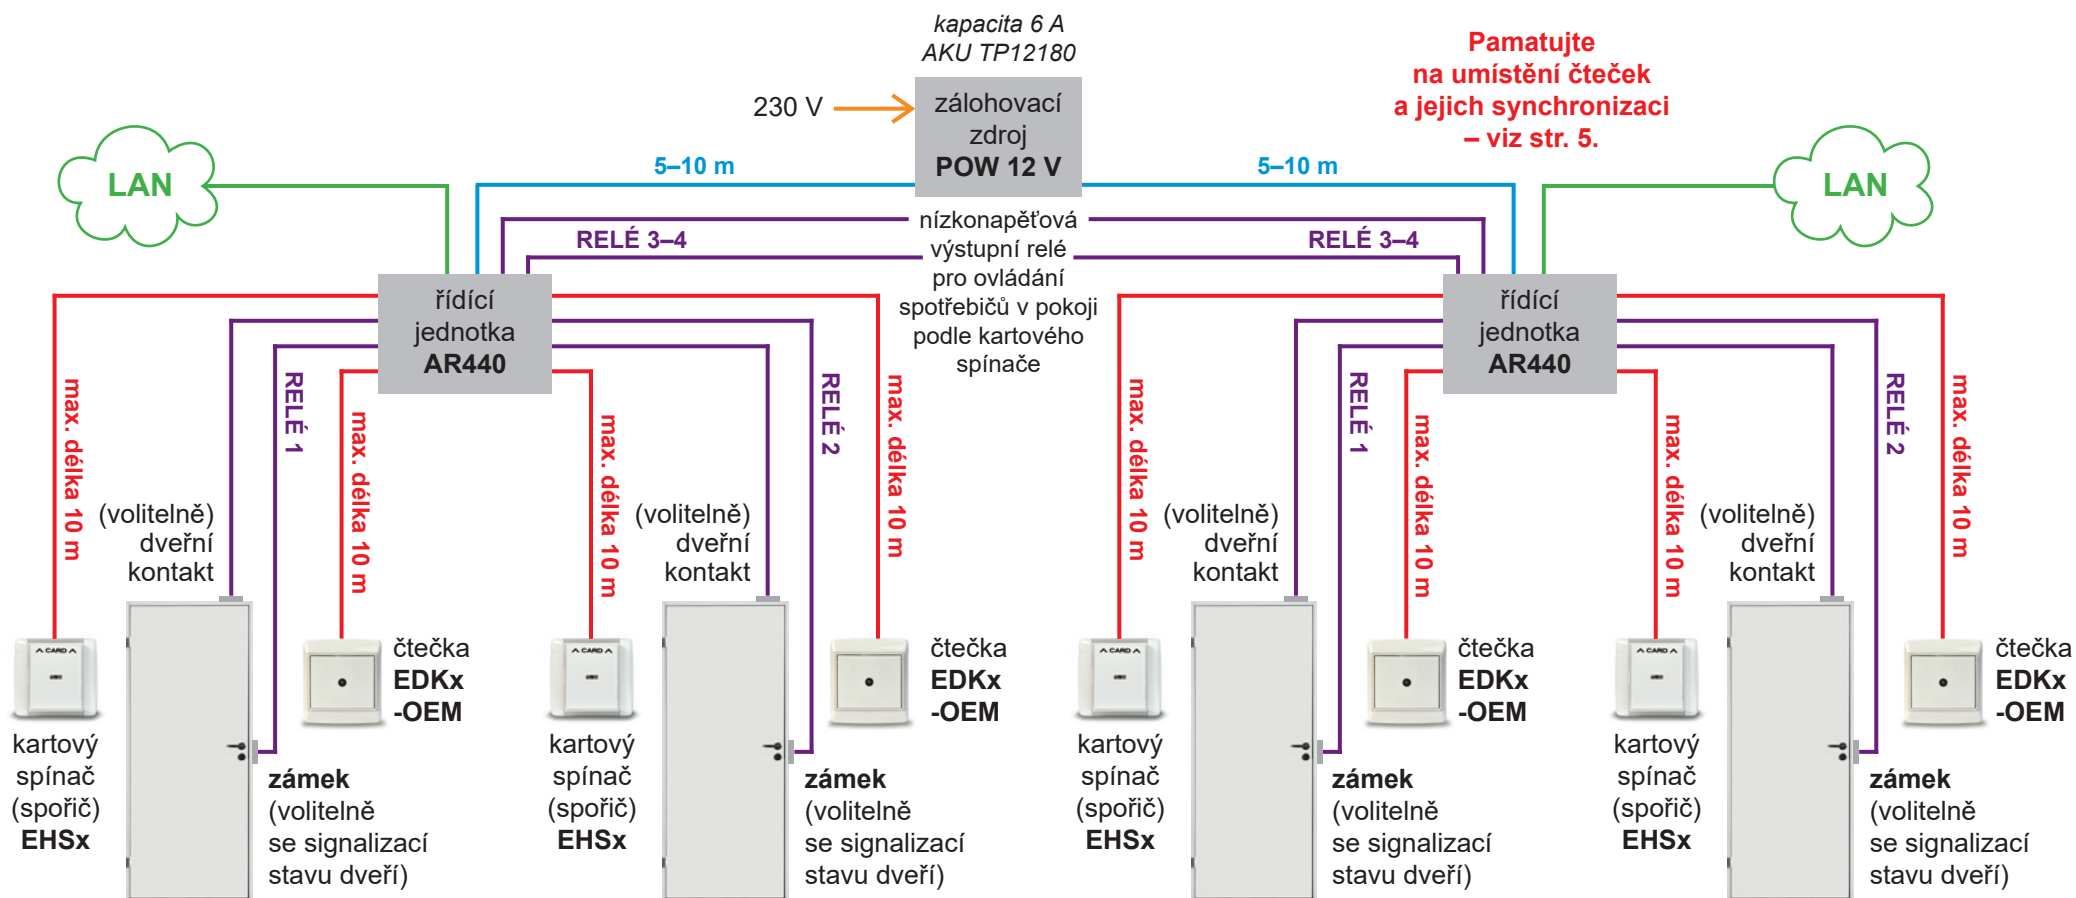 kapacita 6 A
AKU TP12180
Pamatujte
na umístění čteček
a jejich synchronizaci
– viz str. 5.
230 V
zálohovací
zdroj
POW 12 V
5–10 m
5–10 m
LAN
LAN
nízkonapěťová
výstupní relé
pro ovládání
spotřebičů v pokoji
podle kartového
spínače
RELÉ 3–4
RELÉ 3–4
řídící
jednotka
AR440
řídící
jednotka
AR440
max. délka 10 m
RELÉ 1
max. délka 10 m
max. délka 10 m
RELÉ 2
max. délka 10 m
max. délka 10 m
RELÉ 1
max. délka 10 m
max. délka 10 m
RELÉ 2
max. délka 10 m
(volitelně)
dveřní
kontakt
(volitelně)
dveřní
kontakt
(volitelně)
dveřní
kontakt
(volitelně)
dveřní
kontakt
CARD
CARD
CARD
CARD
čtečka
EDKx
-OEM
čtečka
EDKx
-OEM
čtečka
EDKx
-OEM
čtečka
EDKx
-OEM
kartový
spínač
(spořič)
EHSx
zámek
(volitelně
se signalizací
stavu dveří)
kartový
spínač
(spořič)
EHSx
zámek
(volitelně
se signalizací
stavu dveří)
kartový
spínač
(spořič)
EHSx
zámek
(volitelně
se signalizací
stavu dveří)
kartový
spínač
(spořič)
EHSx
zámek
(volitelně
se signalizací
stavu dveří)